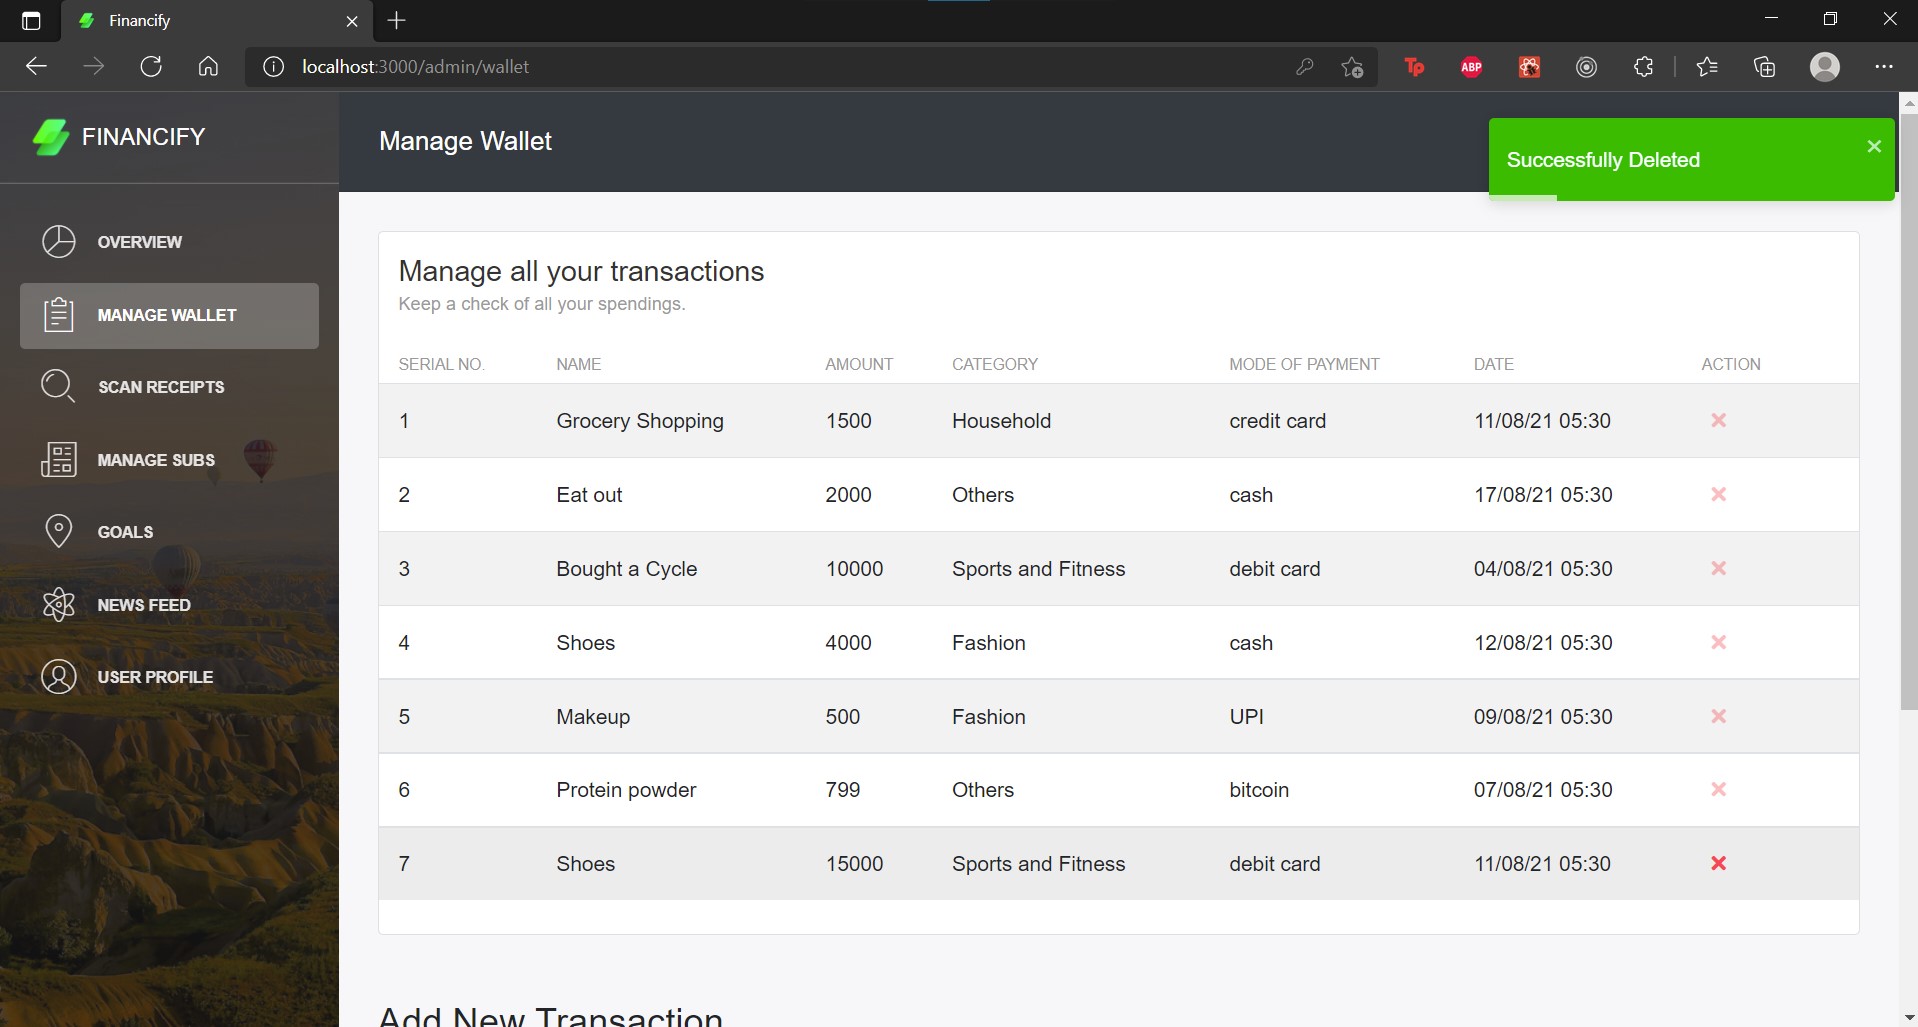 Financify
localhost:3000/admin/wallet
Tp
ABP
FINANCIFY
Manage Wallet
Successfully Deleted
OVERVIEW
MANAGE WALLET
SCAN RECEIPTS
MANAGE SUBS
GOALS
NEWS FEED
USER PROFILE
Manage all your transactions
Keep a check of all your spendings.
SERIAL NO. NAME AMOUNT CATEGORY MODE OF PAYMENT DATE ACTION
1 Grocery Shopping 1500 Household credit card 11/08/21 05:30
2 Eat out 2000 Others cash 17/08/21 05:30
3 Bought a Cycle 10000 Sports and Fitness debit card 04/08/21 05:30
4 Shoes 4000 Fashion cash 12/08/21 05:30
5 Makeup 500 Fashion UPI 09/08/21 05:30
6 Protein powder 799 Others bitcoin 07/08/21 05:30
7 Shoes 15000 Sports and Fitness debit card 11/08/21 05:30
Add New Transaction